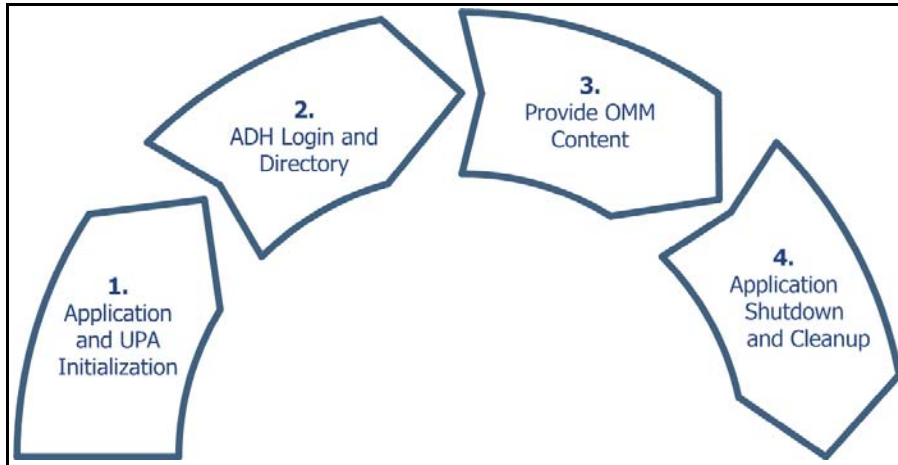 1.
Application
and UPA
Initialization
2.
ADH Login and
Directory
3.
Provide OMM
Content
4.
Application
Shutdown
and Cleanup